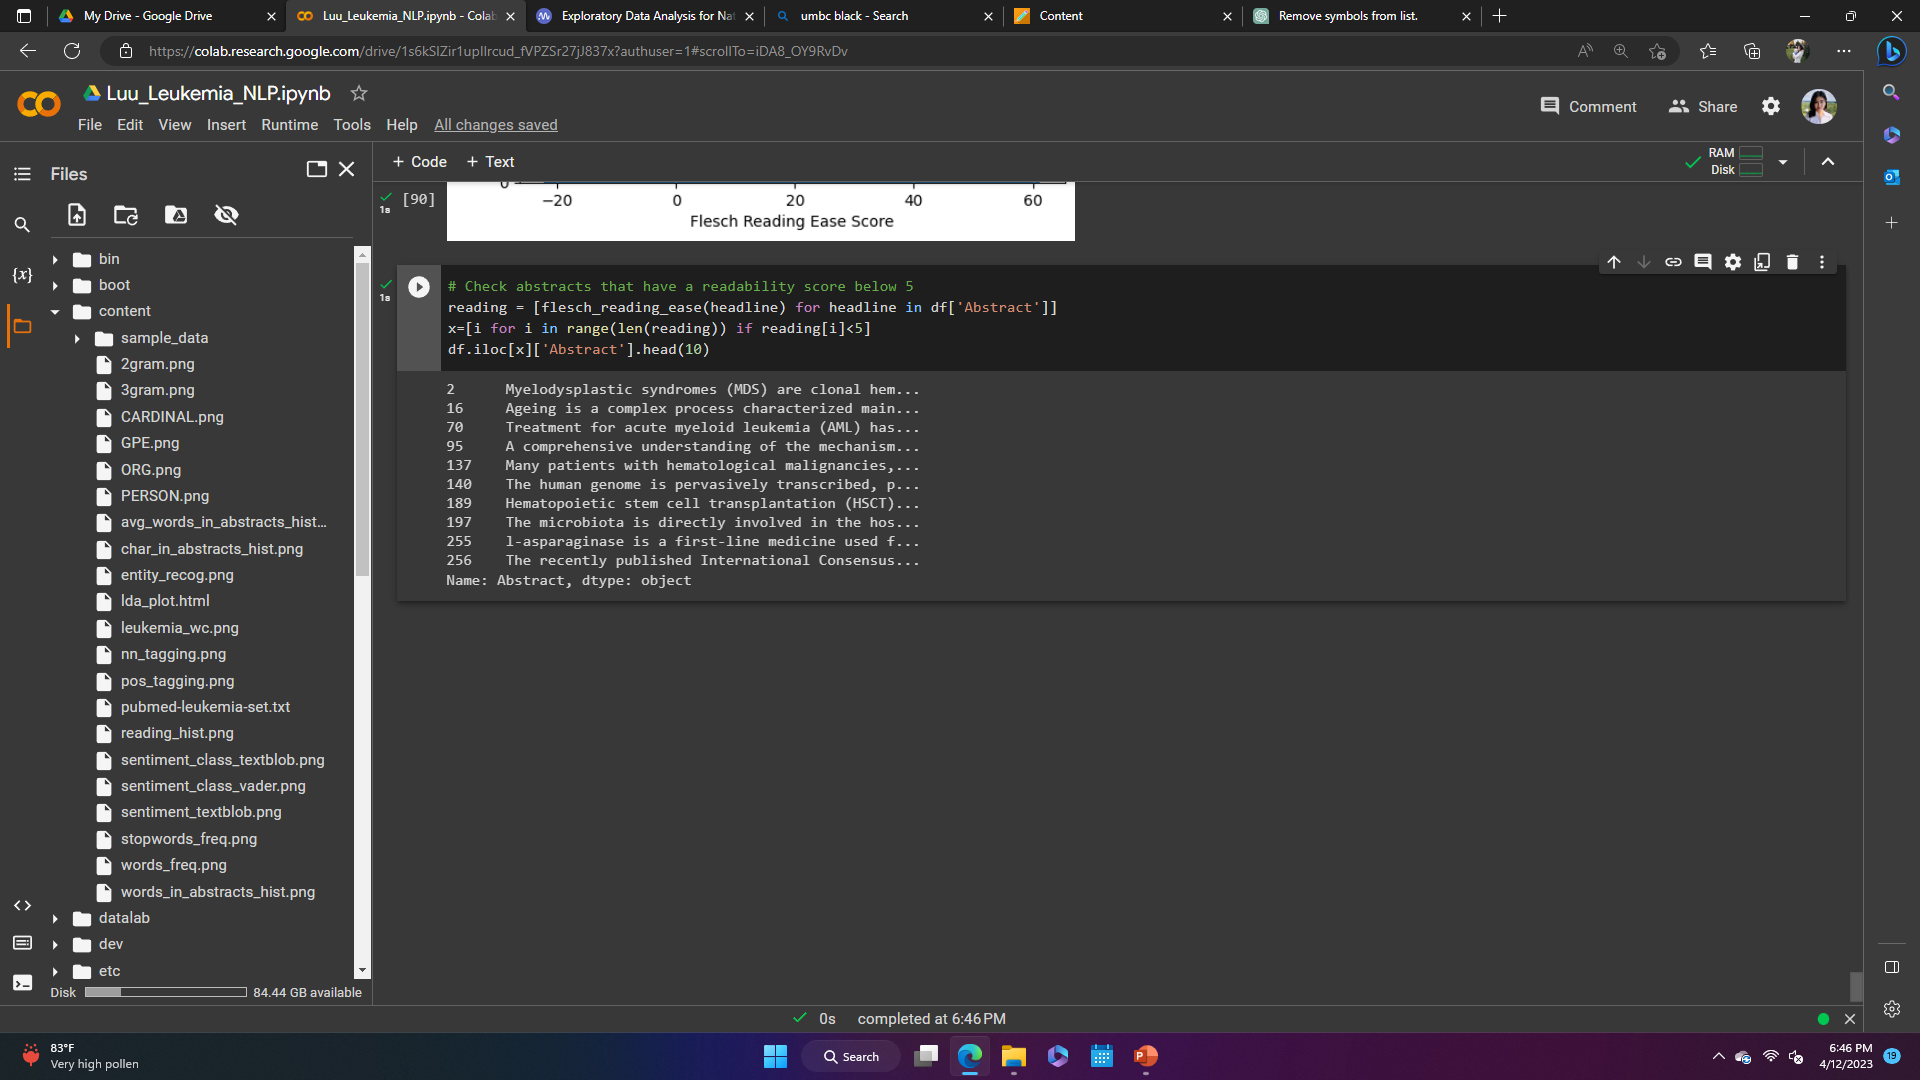 My Drive - Google Drive
Luu_Leukemia_NLP.ipynb - Colab
Exploratory Data Analysis for Nat
umbc black - Search
Content
Remove symbols from list.
https://colab.research.google.com/drive/1s6kSIZir1upIIrcud_fVPZSr27jJ837x?authuser=1#scrollTo=iDA8_OY9RvDv
Luu_Leukemia_NLP.ipynb
File Edit View Insert Runtime Tools Help All changes saved
Comment
Share
Files
+ Code
+ Text
RAM
Disk
{x}
bin
boot
content
sample_data
2gram.png
3gram.png
CARDINAL.png
GPE.png
ORG.png
PERSON.png
avg_words_in_abstracts_hist...
char_in_abstracts_hist.png
entity_recog.png
lda_plot.html
leukemia_wc.png
nn_tagging.png
pos_tagging.png
pubmed-leukemia-set.txt
reading_hist.png
sentiment_class_textblob.png
sentiment_class_vader.png
sentiment_textblob.png
stopwords_freq.png
words_freq.png
words_in_abstracts_hist.png
datalab
dev
etc
Disk
84.44 GB available
1s
[90]
0
−20 0 20 40 60
Flesch Reading Ease Score
1s
# Check abstracts that have a readability score below 5
reading = [flesch_reading_ease(headline) for headline in df['Abstract']]
x=[i for i in range(len(reading)) if reading[i]<5]
df.iloc[x]['Abstract'].head(10)
2 Myelodysplastic syndromes (MDS) are clonal hem...
16 Ageing is a complex process characterized main...
70 Treatment for acute myeloid leukemia (AML) has...
95 A comprehensive understanding of the mechanism...
137 Many patients with hematological malignancies,...
140 The human genome is pervasively transcribed, p...
189 Hematopoietic stem cell transplantation (HSCT)...
197 The microbiota is directly involved in the hos...
255 l-asparaginase is a first-line medicine used f...
256 The recently published International Consensus...
Name: Abstract, dtype: object
0s completed at 6:46 PM
83°F
Very high pollen
Search
6:46 PM
4/12/2023
19